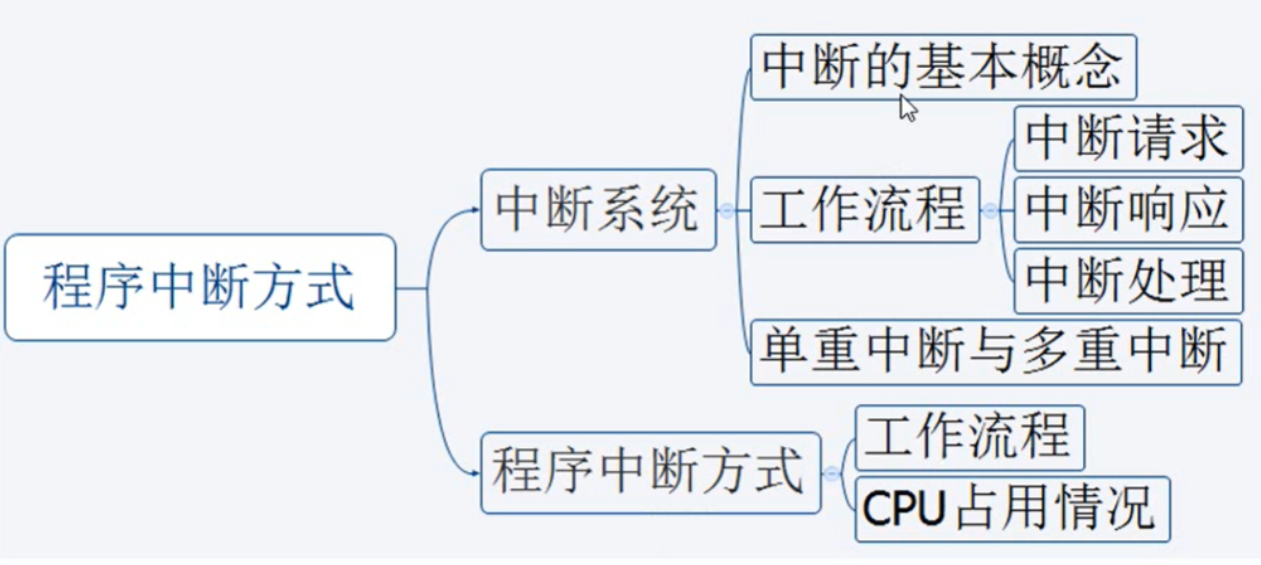 程序中断方式
中断系统
中断的基本概念
工作流程
中断请求
中断响应
中断处理
单重中断与多重中断
程序中断方式
工作流程
CPU占用情况